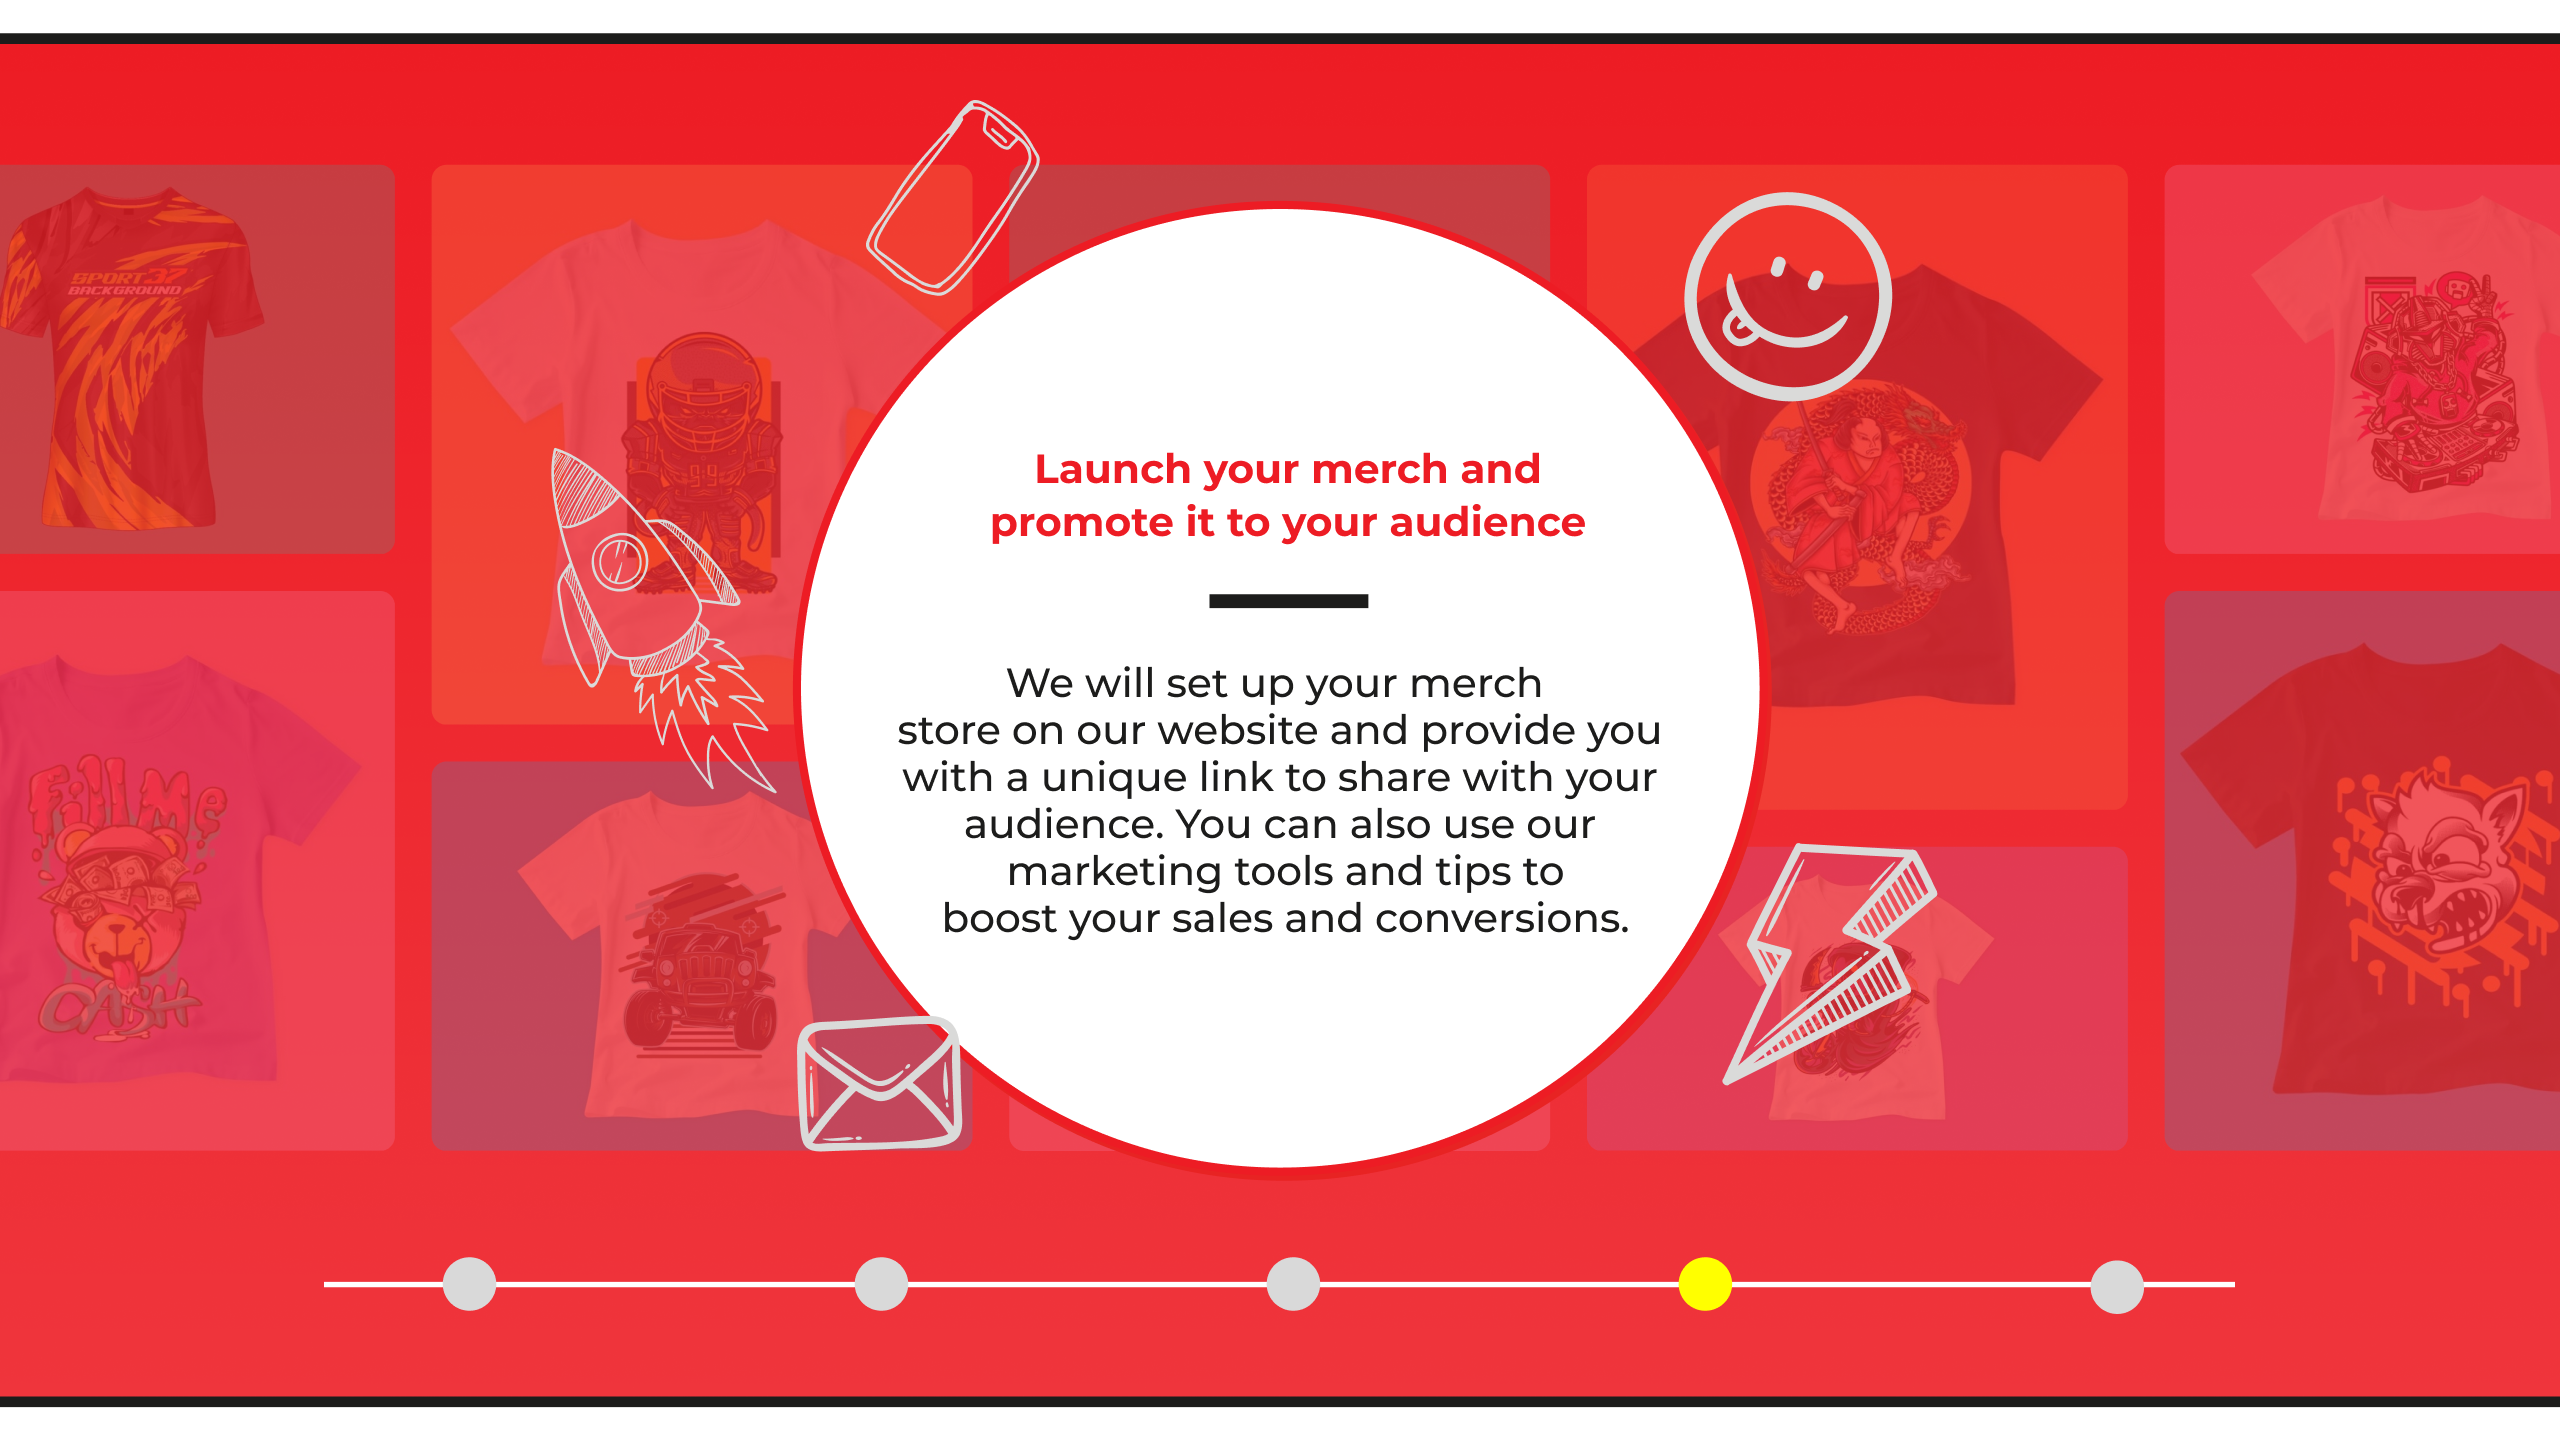 SPORT 37
BACKGROUND
Fill Me
CASH
Launch your merch and
promote it to your audience
We will set up your merch
store on our website and provide you
with a unique link to share with your
audience. You can also use our
marketing tools and tips to
boost your sales and conversions.